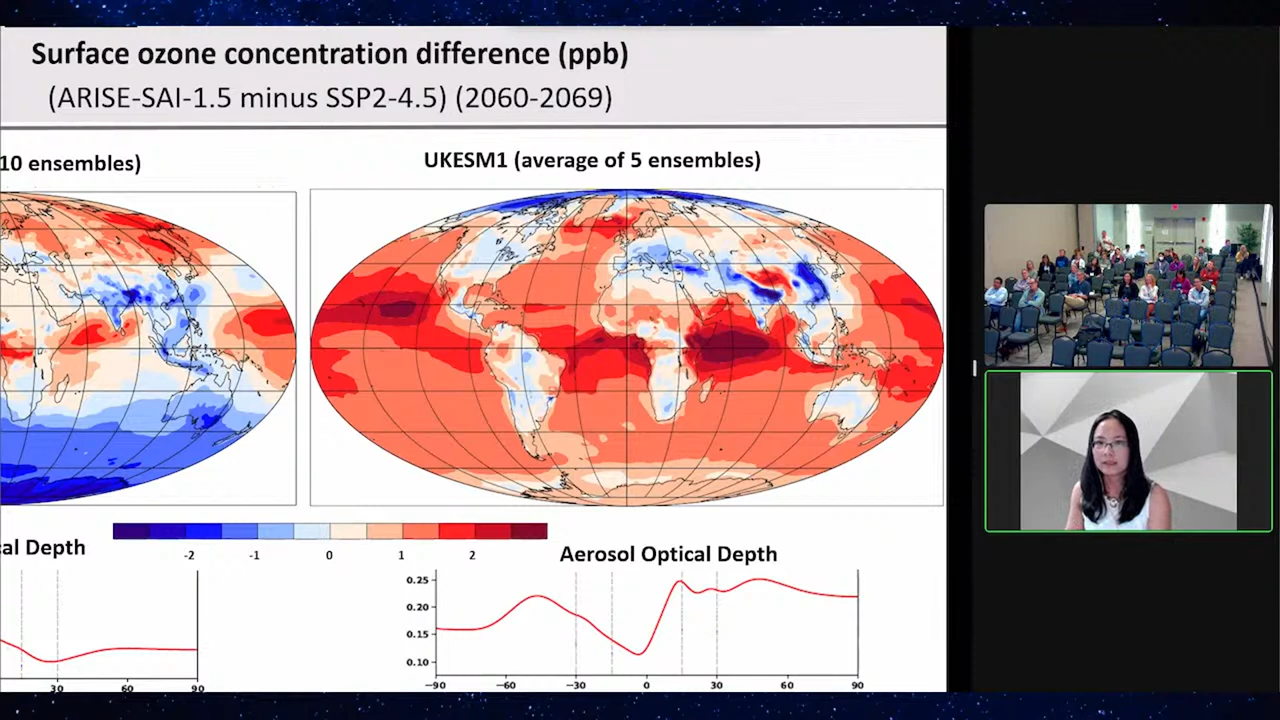 Surface ozone concentration difference (ppb)
(ARISE-SAI-1.5 minus SSP2-4.5) (2060-2069)
10 ensembles)
UKESM1 (average of 5 ensembles)
-2 -1 0 1 2
cal Depth
Aerosol Optical Depth
0.25
0.20
0.15
0.10
30 60 90
−90 −60 −30 0 30 60 90